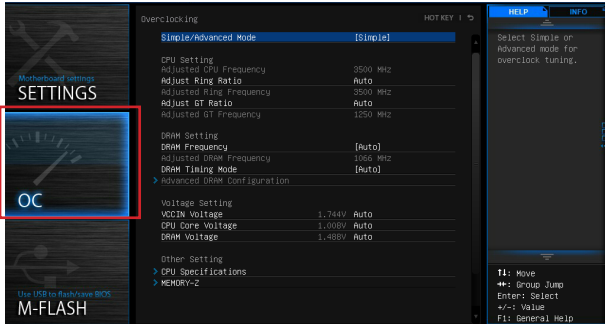 Motherboard settings
SETTINGS
OC
Use USB to flash/save BIOS
M-FLASH
Overclocking
HOT KEY
Simple/Advanced Mode [Simple]
CPU Setting
Adjusted CPU Frequency 3500 MHz
Adjust Ring Ratio Auto
Adjusted Ring Frequency 3500 MHz
Adjust GT Ratio Auto
Adjusted GT Frequency 1250 MHz
DRAM Setting
DRAM Frequency [Auto]
Adjusted DRAM Frequency 1066 MHz
DRAM Timing Mode [Auto]
> Advanced DRAM Configuration
Voltage Setting
VCCIN Voltage 1.744V Auto
CPU Core Voltage 1.008V Auto
DRAM Voltage 1.488V Auto
Other Setting
> CPU Specifications
> MEMORY-Z
HELP INFO
Select Simple or
Advanced mode for
overclock tuning.
↑↓: Move
→←: Group Jump
Enter: Select
+/-: Value
F1: General Help